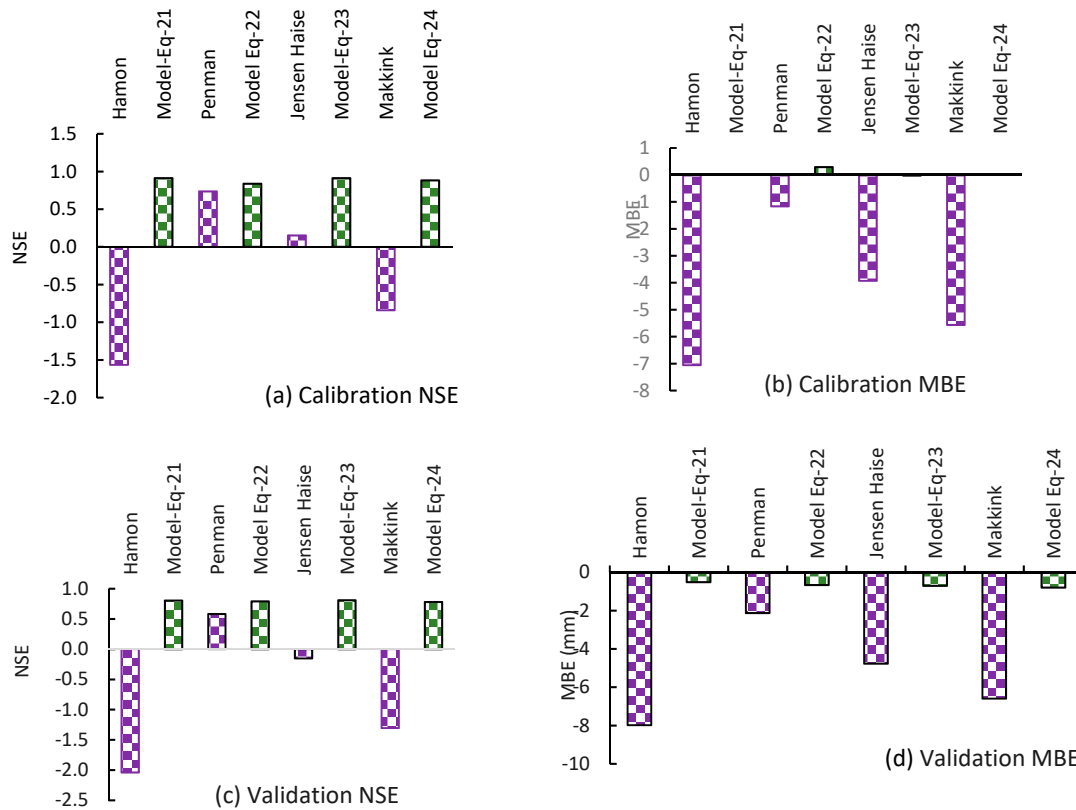 Hamon
Model-Eq-21
Penman
Model Eq-22
Jensen Haise
Model-Eq-23
Makkink
Model Eq-24
1.5
1.0
0.5
0.0
-0.5
-1.0
-1.5
-2.0
NSE
(a) Calibration NSE
Hamon
Model-Eq-21
Penman
Model Eq-22
Jensen Haise
Model-Eq-23
Makkink
Model Eq-24
1
0
-1
-2
-3
-4
-5
-6
-7
-8
MBE
(b) Calibration MBE
Hamon
Model-Eq-21
Penman
Model Eq-22
Jensen Haise
Model-Eq-23
Makkink
Model Eq-24
1.0
0.5
0.0
-0.5
-1.0
-1.5
-2.0
-2.5
NSE
(c) Validation NSE
Hamon
Model-Eq-21
Penman
Model Eq-22
Jensen Haise
Model-Eq-23
Makkink
Model Eq-24
0
-2
-4
-6
-8
-10
MBE (mm)
(d) Validation MBE